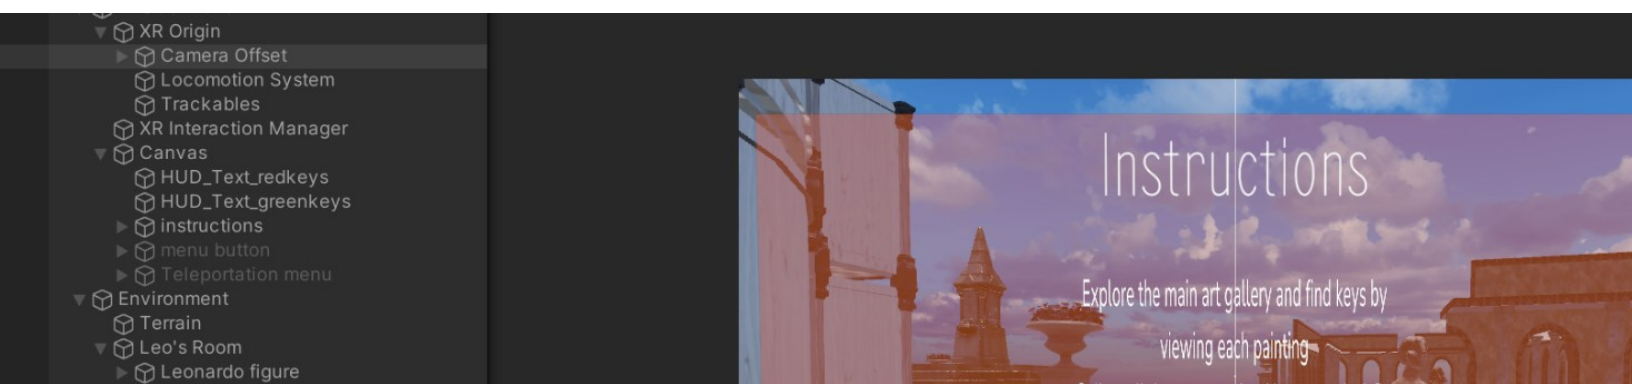 XR Origin
Camera Offset
Locomotion System
Trackables
XR Interaction Manager
Canvas
HUD_Text_redkeys
HUD_Text_greenkeys
instructions
menu button
Teleportation menu
Environment
Terrain
Leo's Room
Leonardo figure
Instructions
Explore the main art gallery and find keys by
viewing each painting